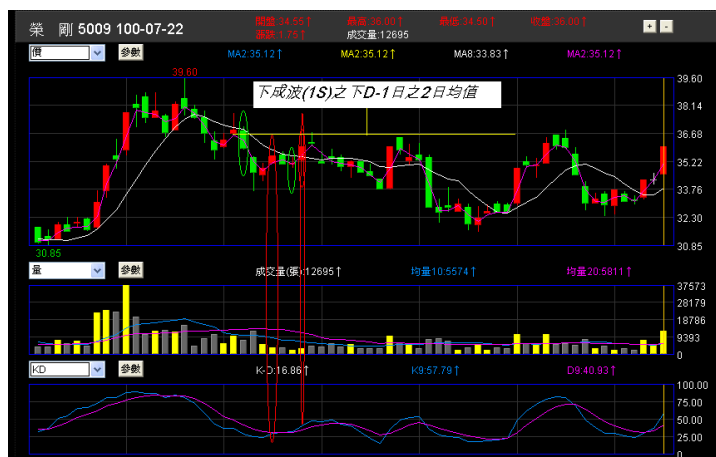 榮 剛 5009 100-07-22
開盤:34.55↑ 最高:36.00↑ 最低:34.50↑ 收盤:36.00↑
漲跌:1.75↑ 成交量:12695
+ -
價 參數 MA2:35.12↑ MA2:35.12↑ MA8:33.83↑ MA2:35.12↑
39.60
39.60
下成波(1S)之下D-1日之2日均值
38.14
36.68
35.22
33.76
32.30
30.85
30.85
量 參數 成交量(張):12695↑ 均量10:5574↑ 均量20:5811↑
37573
28179
18786
9393
0
KD 參數 K-D:16.86↑ K9:57.79↑ D9:40.93↑
100.00
75.00
50.00
25.00
0